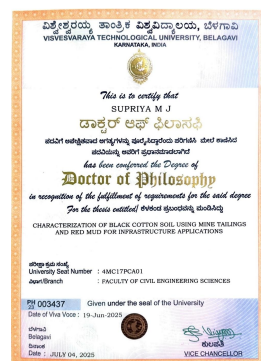 ವಿಶ್ವೇಶ್ವರಯ್ಯ ತಾಂತ್ರಿಕ ವಿಶ್ವವಿದ್ಯಾಲಯ, ಬೆಳಗಾವಿ
VISVESVARAYA TECHNOLOGICAL UNIVERSITY, BELAGAVI
KARNATAKA, INDIA
This is to certify that
SUPRIYA M J
ಡಾಕ್ಟರ್ ಆಫ್ ಫಿಲಾಸಫಿ
has been conferred the Degree of
Doctor of Philosophy
in recognition of the fulfillment of requirements for the said degree
For the thesis entitled/
CHARACTERIZATION OF BLACK COTTON SOIL USING MINE TAILINGS
AND RED MUD FOR INFRASTRUCTURE APPLICATIONS
University Seat Number : 4MC17PCA01
ವಿಭಾಗ/Branch : FACULTY OF CIVIL ENGINEERING SCIENCES
PH 003437 Given under the seal of the University
Date of Viva Voce : 19-Jun-2025
ಬೆಳಗಾವಿ
Belagavi
ದಿನಾಂಕ
Date : JULY 04, 2025
ಕುಲಪತಿ
VICE CHANCELLOR